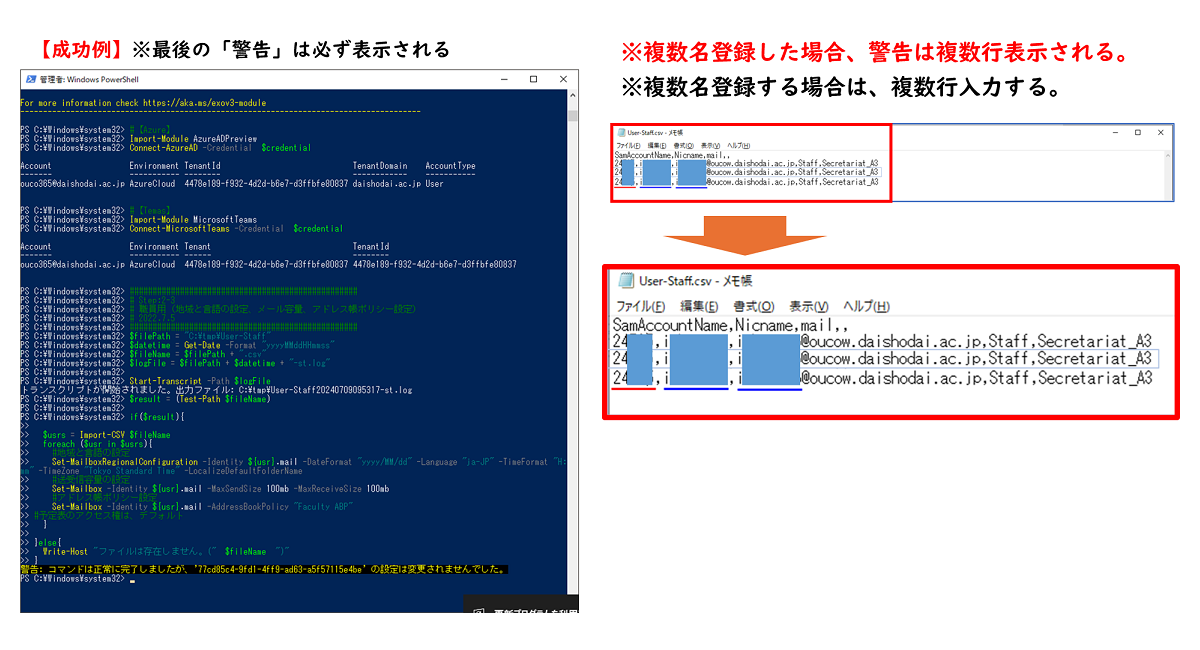 【成功例】※最後の「警告」は必ず表示される
管理者: Windows PowerShell
For more information check https://aka.ms/exov3-module
----------------------------------------------------------------------------------------
PS C:¥Windows¥system32> # 【Azure】
PS C:¥Windows¥system32> Import-Module AzureADPreview
PS C:¥Windows¥system32> Connect-AzureAD -Credential $credential
Account Environment TenantId TenantDomain AccountType
------- ----------- -------- ------------ -----------
ouco365@daishodai.ac.jp AzureCloud 4478e189-f932-4d2d-b6e7-d3ffbfe80837 daishodai.ac.jp User
PS C:¥Windows¥system32> # 【Teams】
PS C:¥Windows¥system32> Import-Module MicrosoftTeams
PS C:¥Windows¥system32> Connect-MicrosoftTeams -Credential $credential
Account Environment Tenant TenantId
------- ----------- ------ --------
ouco365@daishodai.ac.jp AzureCloud 4478e189-f932-4d2d-b6e7-d3ffbfe80837 4478e189-f932-4d2d-b6e7-d3ffbfe80837
PS C:¥Windows¥system32> ##################################################
PS C:¥Windows¥system32> # Step:2-3
PS C:¥Windows¥system32> # 職員用（地域と言語の設定、メール容量、アドレス帳ポリシー設定）
PS C:¥Windows¥system32> # 2022.7.5
PS C:¥Windows¥system32> ##################################################
PS C:¥Windows¥system32> $filePath = "C:¥tmp¥User-Staff"
PS C:¥Windows¥system32> $datetime = Get-Date -Format "yyyyMMddHHmmss"
PS C:¥Windows¥system32> $fileName = $filePath + ".csv"
PS C:¥Windows¥system32> $logFile = $filePath + $datetime + "-st.log"
PS C:¥Windows¥system32>
PS C:¥Windows¥system32> Start-Transcript -Path $logFile
トランスクリプトが開始されました。出力ファイル: C:¥tmp¥User-Staff20240709095317-st.log
PS C:¥Windows¥system32> $result = (Test-Path $fileName)
PS C:¥Windows¥system32>
PS C:¥Windows¥system32> if($result){
>>
>> $usrs = Import-CSV $fileName
>> foreach ($usr in $usrs){
>> #地域と言語の設定
>> Set-MailboxRegionalConfiguration -Identity ${usr}.mail -DateFormat "yyyy/MM/dd" -Language "ja-JP" -TimeFormat "H:
mm" -TimeZone "Tokyo Standard Time" -LocalizeDefaultFolderName
>> #送受信容量の設定
>> Set-Mailbox -Identity ${usr}.mail -MaxSendSize 100mb -MaxReceiveSize 100mb
>> #アドレス帳ポリシー設定
>> Set-Mailbox -Identity ${usr}.mail -AddressBookPolicy "Faculty ABP"
>> #予定表のアクセス権は、デフォルト
>> }
>>
>> }else{
>> Write-Host "ファイルは存在しません。(" $fileName ")"
>> }
警告: コマンドは正常に完了しましたが、'77cd85c4-9fd1-4ff9-ad63-a5f57115e4be' の設定は変更されませんでした。
PS C:¥Windows¥system32>
更新プログラムを利用
※複数名登録した場合、警告は複数行表示される。
※複数名登録する場合は、複数行入力する。
User-Staff.csv - メモ帳
ファイル(F) 編集(E) 書式(O) 表示(V) ヘルプ(H)
SamAccountName,Nicname,mail,,
24 ,i ,i @oucow.daishodai.ac.jp,Staff,Secretariat_A3
24 ,i ,i @oucow.daishodai.ac.jp,Staff,Secretariat_A3
24 ,i ,i @oucow.daishodai.ac.jp,Staff,Secretariat_A3
User-Staff.csv - メモ帳
ファイル(F) 編集(E) 書式(O) 表示(V) ヘルプ(H)
SamAccountName,Nicname,mail,,
24 ,i ,i @oucow.daishodai.ac.jp,Staff,Secretariat_A3
24 ,i ,i @oucow.daishodai.ac.jp,Staff,Secretariat_A3
24 ,i ,i @oucow.daishodai.ac.jp,Staff,Secretariat_A3